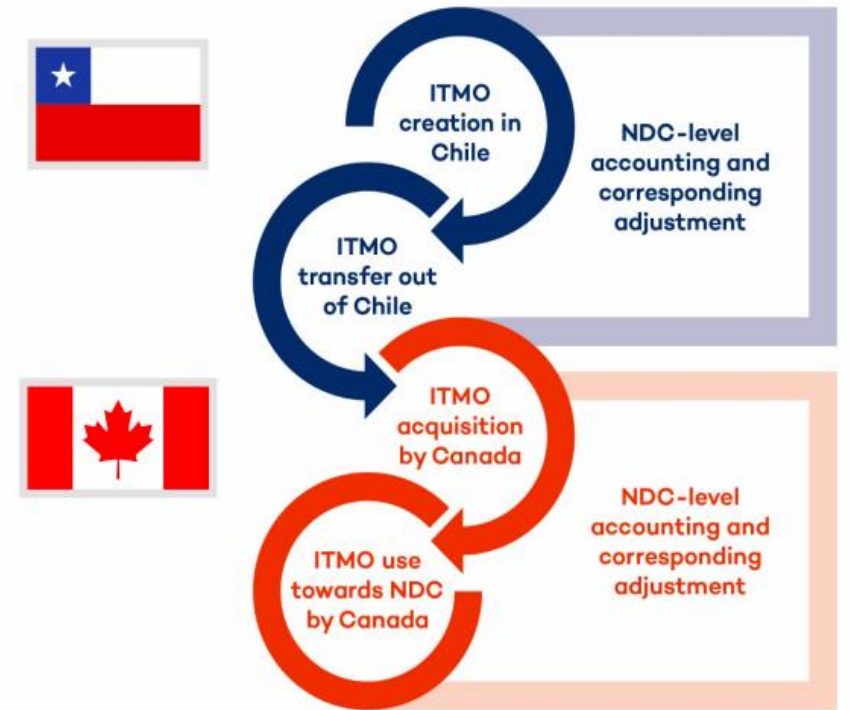 ITMO
creation in
Chile
NDC-level
accounting and
corresponding
adjustment
ITMO
transfer out
of Chile
ITMO
acquisition
by Canada
NDC-level
accounting and
corresponding
adjustment
ITMO use
towards NDC
by Canada